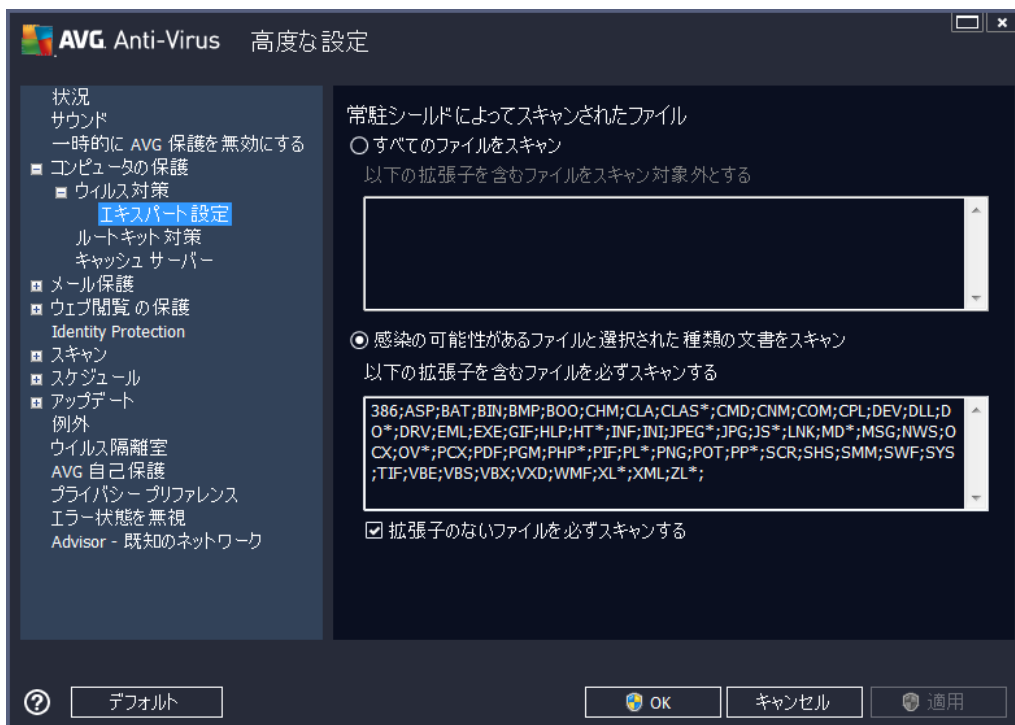 AVG. Anti-Virus 高度な設定
状況
サウンド
一時的に AVG 保護を無効にする
コンピュータの保護
ウィルス対策
エキスパート設定
ルートキット対策
キャッシュ サーバー
メール保護
ウェブ閲覧 の保護
Identity Protection
スキャン
スケジュール
アップデート
例外
ウイルス隔離室
AVG 自己保護
プライバシー プリファレンス
エラー状態を無視
Advisor - 既知のネットワーク
常駐シールドによってスキャンされたファイル
すべてのファイルをスキャン
以下の拡張子を含むファイルをスキャン対象外とする
感染の可能性があるファイルと選択された種類の文書をスキャン
以下の拡張子を含むファイルを必ずスキャンする
386;ASP;BAT;BIN;BMP;BOO;CHM;CLA;CLAS*;CMD;CNM;COM;CPL;DEV;DLL;D
O*;DRV;EML;EXE;GIF;HLP;HT*;INF;INI;JPEG*;JPG;JS*;LNK;MD*;MSG;NWS;O
CX;OV*;PCX;PDF;PGM;PHP*;PIF;PL*;PNG;POT;PP*;SCR;SHS;SMM;SWF;SYS
;TIF;VBE;VBS;VBX;VXD;WMF;XL*;XML;ZL*;
拡張子のないファイルを必ずスキャンする
デフォルト
OK
キャンセル
適用